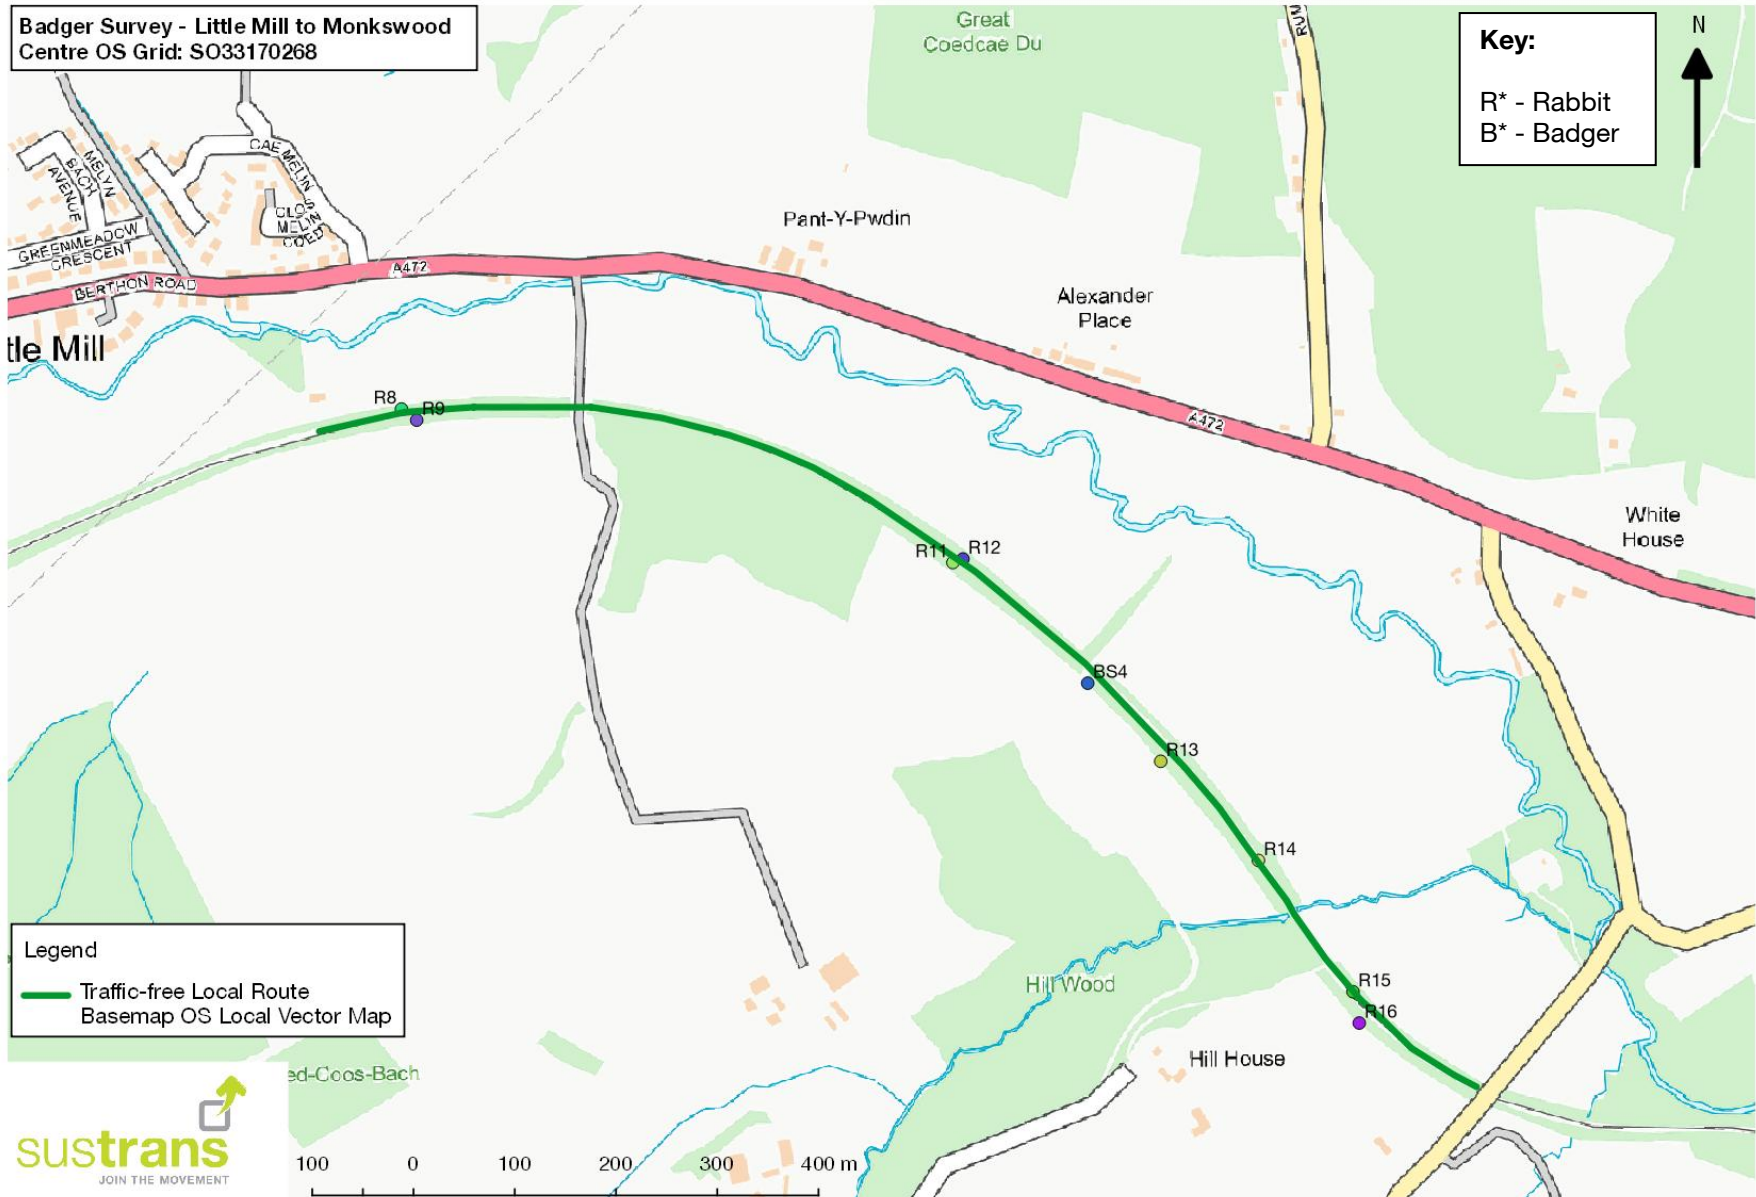 Badger Survey - Little Mill to Monkswood
Centre OS Grid: SO33170268
Great
Coedcae Du
RUM
Key:
R* - Rabbit
B* - Badger
N
CAE MELIN
MELYN
BACH
AVENUE
CLO
MELIN
COED
GREENMEADOW
CRESCENT
BERTHON ROAD
A472
Pant-Y-Pwdin
Alexander
Place
tle Mill
R8
R9
A472
White
House
R11
R12
BS4
R13
R14
R15
R16
Hill Wood
Hill House
Legend
Traffic-free Local Route
Basemap OS Local Vector Map
ed-Coos-Bach
sustrans
JOIN THE MOVEMENT
100 0 100 200 300 400 m